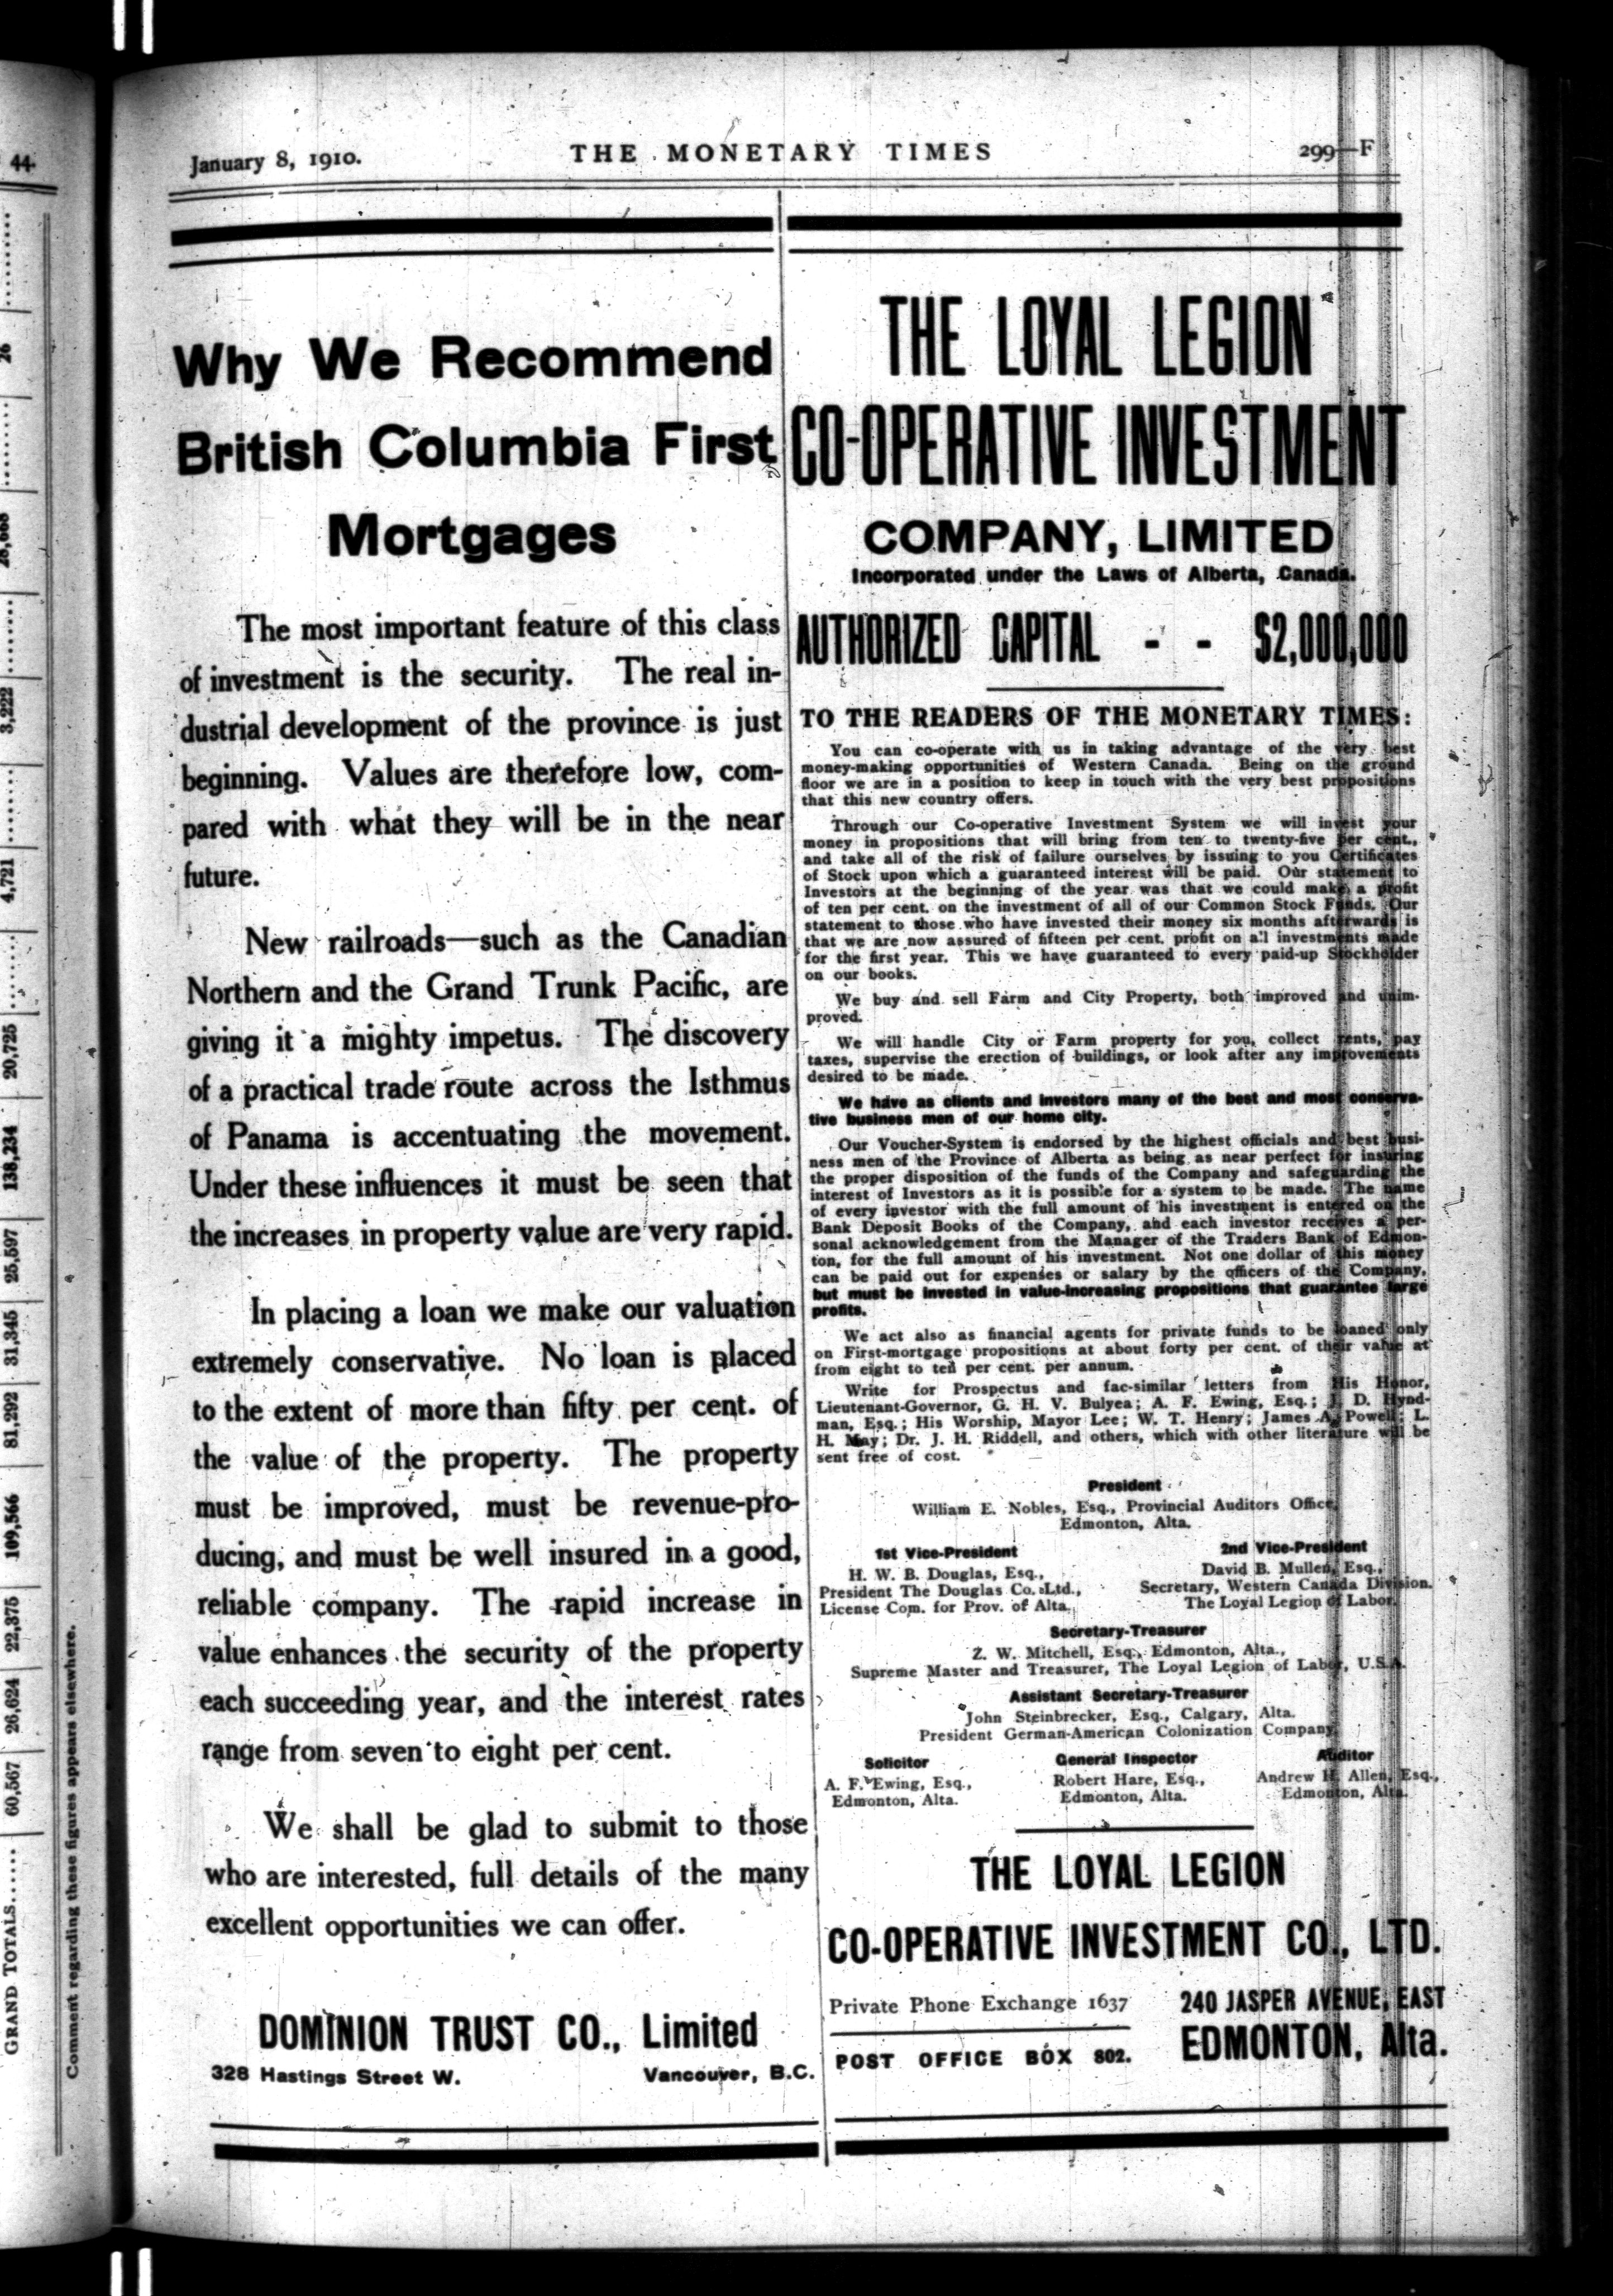 January 8, 1910.
THE MONETARY TIMES
299—F
Why We Recommend
British Columbia First
Mortgages
The most important feature of this class
of investment is the security. The real in-
dustrial development of the province is just
beginning. Values are therefore low, com-
pared with what they will be in the near
future.
New railroads—such as the Canadian
Northern and the Grand Trunk Pacific, are
giving it a mighty impetus. The discovery
of a practical trade route across the Isthmus
of Panama is accentuating the movement.
Under these influences it must be seen that
the increases in property value are very rapid.
In placing a loan we make our valuation
extremely conservative. No loan is placed
to the extent of more than fifty per cent. of
the value of the property. The property
must be improved, must be revenue-pro-
ducing, and must be well insured in a good,
reliable company. The rapid increase in
value enhances the security of the property
each succeeding year, and the interest rates
range from seven to eight per cent.
We shall be glad to submit to those
who are interested, full details of the many
excellent opportunities we can offer.
DOMINION TRUST CO., Limited
328 Hastings Street W. Vancouver, B.C.
THE LOYAL LEGION
CO-OPERATIVE INVESTMENT
COMPANY, LIMITED
Incorporated under the Laws of Alberta, Canada.
AUTHORIZED CAPITAL - - $2,000,000
TO THE READERS OF THE MONETARY TIMES:
You can co-operate with us in taking advantage of the very best
money-making opportunities of Western Canada. Being on the ground
floor we are in a position to keep in touch with the very best propositions
that this new country offers.
Through our Co-operative Investment System we will invest your
money in propositions that will bring from ten to twenty-five per cent.,
and take all of the risk of failure ourselves by issuing to you Certificates
of Stock upon which a guaranteed interest will be paid. Our statement to
Investors at the beginning of the year was that we could make a profit
of ten per cent. on the investment of all of our Common Stock Funds. Our
statement to those who have invested their money six months afterwards is
that we are now assured of fifteen per cent. profit on all investments made
for the first year. This we have guaranteed to every paid-up Stockholder
on our books.
We buy and sell Farm and City Property, both improved and unim-
proved.
We will handle City or Farm property for you, collect rents, pay
taxes, supervise the erection of buildings, or look after any improvements
desired to be made.
We have as clients and investors many of the best and most conserva-
tive business men of our home city.
Our Voucher-System is endorsed by the highest officials and best busi-
ness men of the Province of Alberta as being as near perfect for insuring
the proper disposition of the funds of the Company and safeguarding the
interest of Investors as it is possible for a system to be made. The name
of every investor with the full amount of his investment is entered on the
Bank Deposit Books of the Company, and each investor receives a per-
sonal acknowledgement from the Manager of the Traders Bank of Edmon-
ton, for the full amount of his investment. Not one dollar of this money
can be paid out for expenses or salary by the officers of the Company,
but must be invested in value-increasing propositions that guarantee large
profits.
We act also as financial agents for private funds to be loaned only
on First-mortgage propositions at about forty per cent. of their value at
from eight to ten per cent. per annum.
Write for Prospectus and fac-similar letters from His Honor,
Lieutenant-Governor, G. H. V. Bulyea; A. F. Ewing, Esq.; J. D. Hynd-
man, Esq.; His Worship, Mayor Lee; W. T. Henry; James A. Powell; L.
H. May; Dr. J. H. Riddell, and others, which with other literature will be
sent free of cost.
President
William E. Nobles, Esq., Provincial Auditors Office,
Edmonton, Alta.
1st Vice-President
H. W. B. Douglas, Esq.,
President The Douglas Co. Ltd.,
License Com. for Prov. of Alta.
2nd Vice-President
David B. Mullen, Esq.,
Secretary, Western Canada Division.
The Loyal Legion of Labor.
Secretary-Treasurer
Z. W. Mitchell, Esq., Edmonton, Alta.,
Supreme Master and Treasurer, The Loyal Legion of Labor, U.S.A.
Assistant Secretary-Treasurer
John Steinbrecker, Esq., Calgary, Alta.
President German-American Colonization Company
Solicitor
A. F. Ewing, Esq.,
Edmonton, Alta.
General Inspector
Robert Hare, Esq.,
Edmonton, Alta.
Auditor
Andrew H. Allen, Esq.,
Edmonton, Alta.
THE LOYAL LEGION
CO-OPERATIVE INVESTMENT CO., LTD.
Private Phone Exchange 1637
POST OFFICE BOX 802.
240 JASPER AVENUE, EAST
EDMONTON, Alta.
44
26
3,222
4,721
20,725
138,234
25,597
31,345
81,292
109,566
22,875
26,624
60,567
GRAND TOTALS......
Comment regarding these figures appears elsewhere.